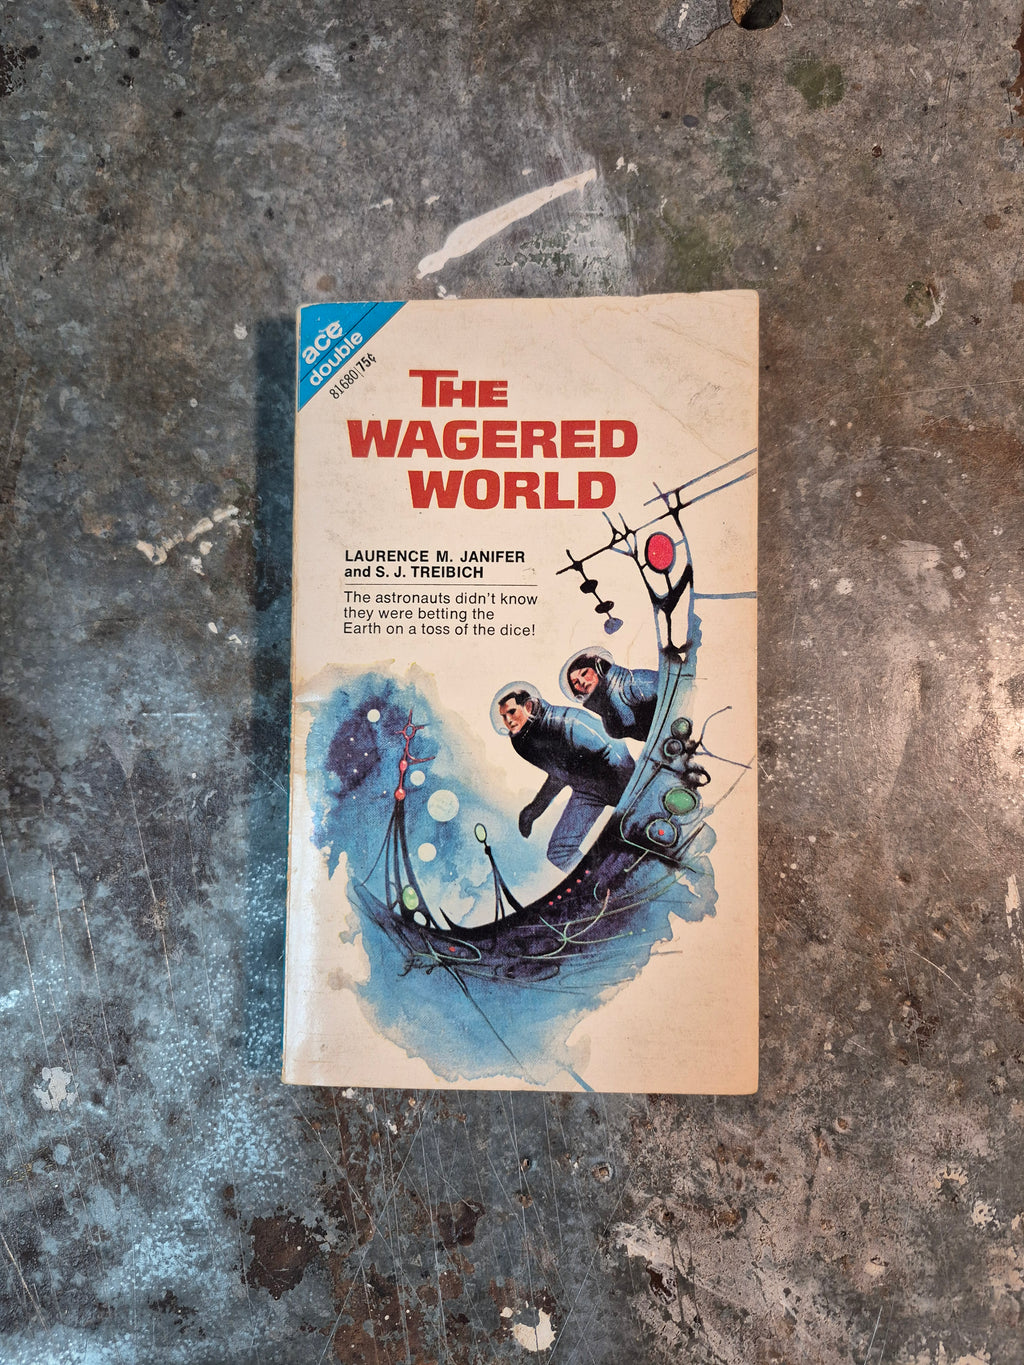 ace
double
81680 | 75¢
THE
WAGERED
WORLD
LAURENCE M. JANIFER
and S. J. TREIBICH
The astronauts didn't know
they were betting the
Earth on a toss of the dice!